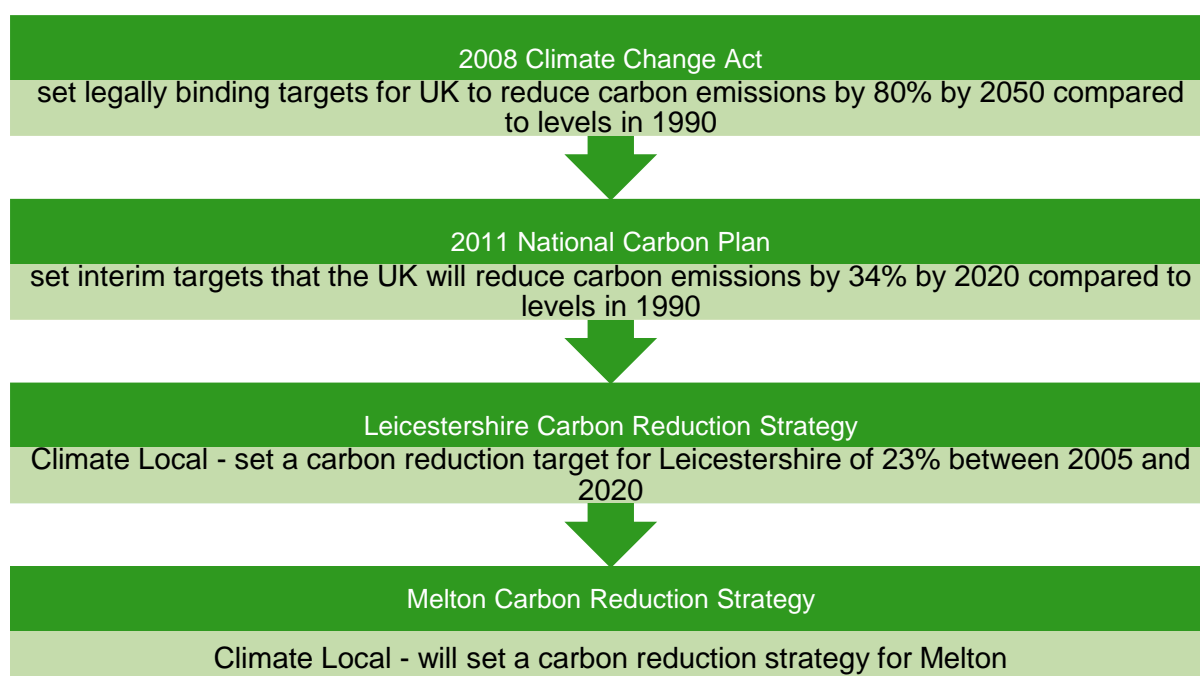 2008 Climate Change Act
set legally binding targets for UK to reduce carbon emissions by 80% by 2050 compared
to levels in 1990
2011 National Carbon Plan
set interim targets that the UK will reduce carbon emissions by 34% by 2020 compared to
levels in 1990
Leicestershire Carbon Reduction Strategy
Climate Local - set a carbon reduction target for Leicestershire of 23% between 2005 and
2020
Melton Carbon Reduction Strategy
Climate Local - will set a carbon reduction strategy for Melton